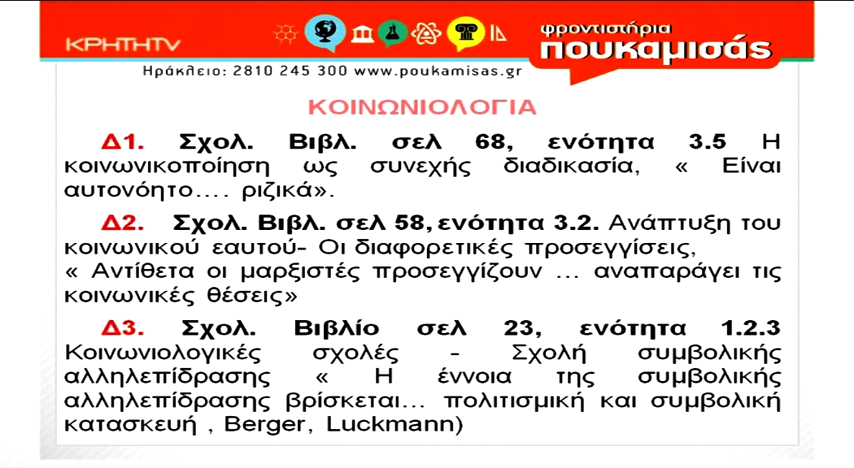 ΚΡΗΤΗTV
φροντιστήρια
πουκαμισάς
Ηράκλειο: 2810 245 300 www.poukamisas.gr
ΚΟΙΝΩΝΙΟΛΟΓΙΑ
Δ1. Σχολ. Βιβλ. σελ 68, ενότητα 3.5 Η
κοινωνικοποίηση ως συνεχής διαδικασία, « Είναι
αυτονόητο…. ριζικά».
Δ2. Σχολ. Βιβλ. σελ 58, ενότητα 3.2. Ανάπτυξη του
κοινωνικού εαυτού- Οι διαφορετικές προσεγγίσεις,
« Αντίθετα οι μαρξιστές προσεγγίζουν … αναπαράγει τις
κοινωνικές θέσεις»
Δ3. Σχολ. Βιβλίο σελ 23, ενότητα 1.2.3
Κοινωνιολογικές σχολές - Σχολή συμβολικής
αλληλεπίδρασης « Η έννοια της συμβολικής
αλληλεπίδρασης βρίσκεται… πολιτισμική και συμβολική
κατασκευή , Berger, Luckmann)